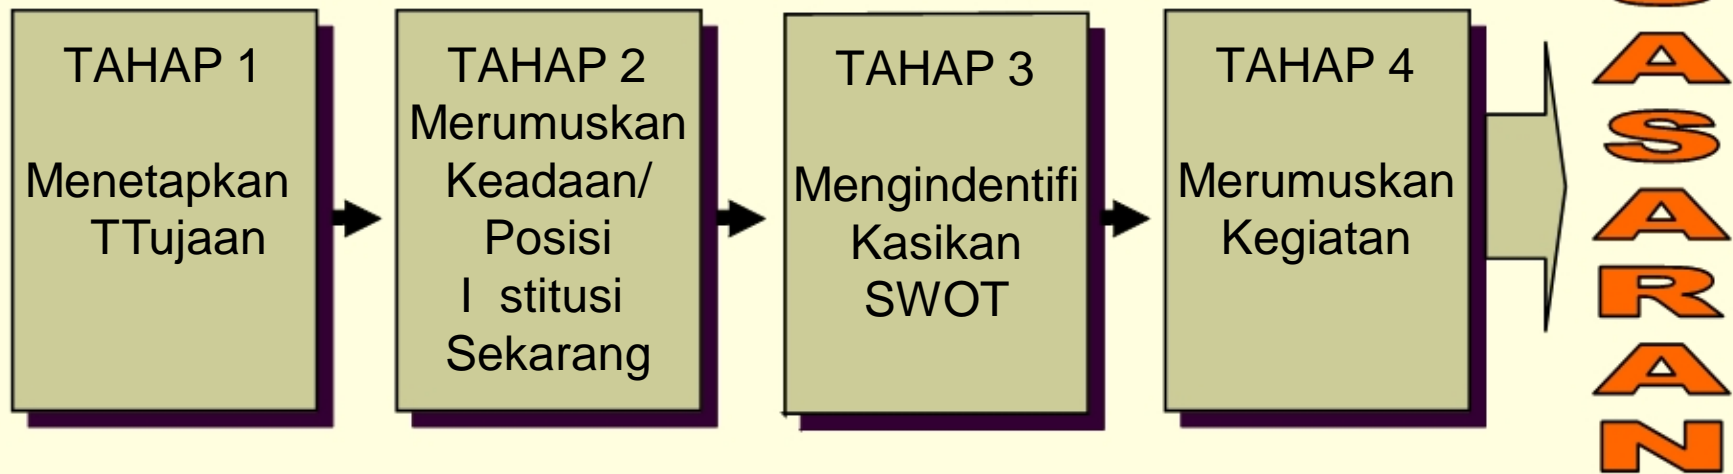 TAHAP 1
Menetapkan
TTujaan
TAHAP 2
Merumuskan
Keadaan/
Posisi
I stitusi
Sekarang
TAHAP 3
Mengindentifi
Kasikan
SWOT
TAHAP 4
Merumuskan
Kegiatan
A
S
A
R
A
N